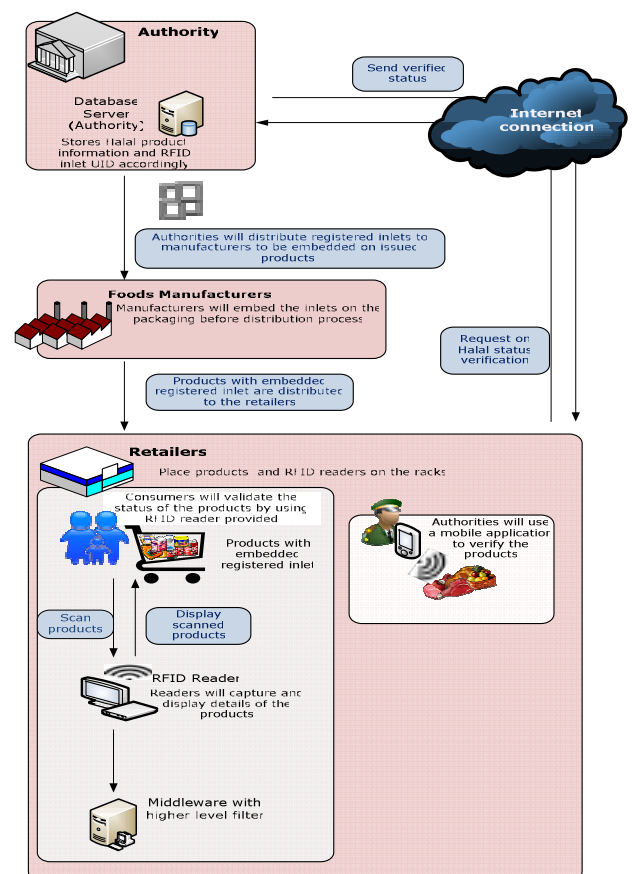 Authority
Send verified
status
Database
Server
(Authority)
Internet
connection
Stores Halal product
information and RFID
inlet UID accordingly
Authorities will distribute registered inlets to
manufacturers to be embedded on issued
products
Foods Manufacturers
Manufacturers will embed the inlets on the
packaging before distribution process
Request on
Halal status
verification
Products with embedded
registered inlet are distributed
to the retailers
Retailers
Place products and RFID readers on the racks
Consumers will validate the
status of the products by using
RFID reader provided
Products with
embedded
registered inlet
Authorities will use
a mobile application
to verify the
products
Scan
products
Display
scanned
products
RFID Reader
Readers will capture and
display details of the
products
Middleware with
higher level filter